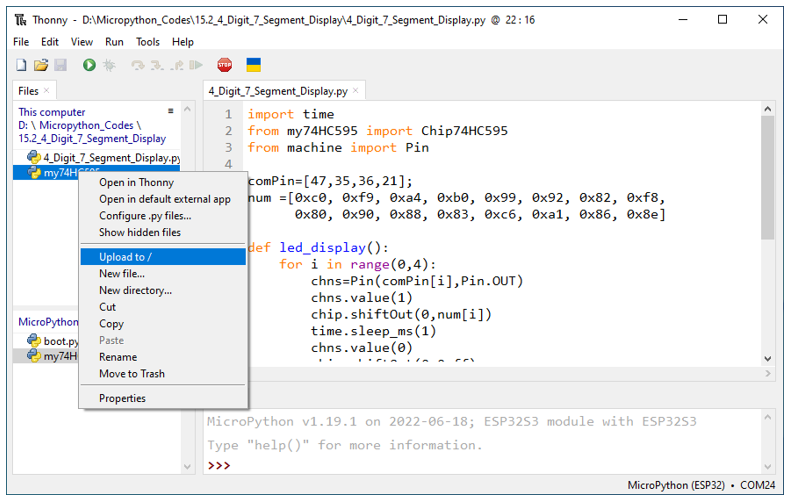 Thonny - D:\Micropython_Codes\15.2_4_Digit_7_Segment_Display\4_Digit_7_Segment_Display.py @ 22 : 16
File Edit View Run Tools Help
STOP
Files
This computer
D: \ Micropython_Codes \
15.2_4_Digit_7_Segment_Display
4_Digit_7_Segment_Display.py
my74HC595
Open in Thonny
Open in default external app
Configure .py files...
Show hidden files
Upload to /
New file...
New directory...
Cut
Copy
Paste
Rename
Move to Trash
Properties
MicroPython
boot.py
my74H
4_Digit_7_Segment_Display.py
1 import time
2 from my74HC595 import Chip74HC595
3 from machine import Pin
4
comPin=[47,35,36,21];
num =[0xc0, 0xf9, 0xa4, 0xb0, 0x99, 0x92, 0x82, 0xf8,
0x80, 0x90, 0x88, 0x83, 0xc6, 0xa1, 0x86, 0x8e]
def led_display():
for i in range(0,4):
chns=Pin(comPin[i],Pin.OUT)
chns.value(1)
chip.shiftOut(0,num[i])
time.sleep_ms(1)
chns.value(0)
MicroPython v1.19.1 on 2022-06-18; ESP32S3 module with ESP32S3
Type "help()" for more information.
>>>
MicroPython (ESP32) • COM24